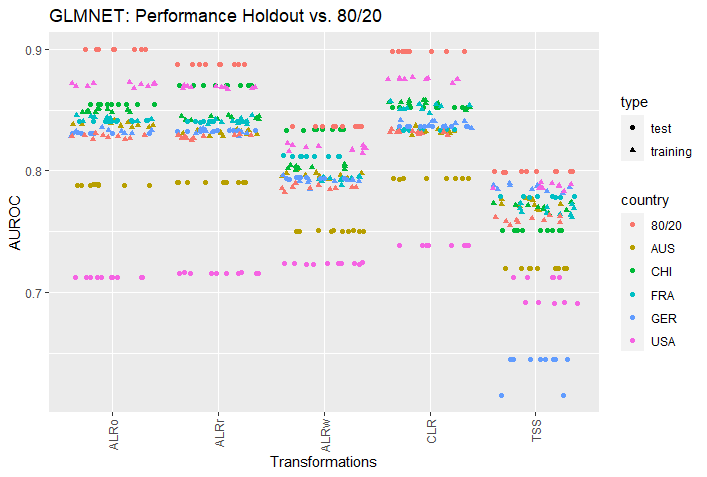 GLMNET: Performance Holdout vs. 80/20
0.9
0.8
0.7
AUROC
ALRo
ALRr
ALRw
CLR
TSS
Transformations
type
test
training
country
80/20
AUS
CHI
FRA
GER
USA